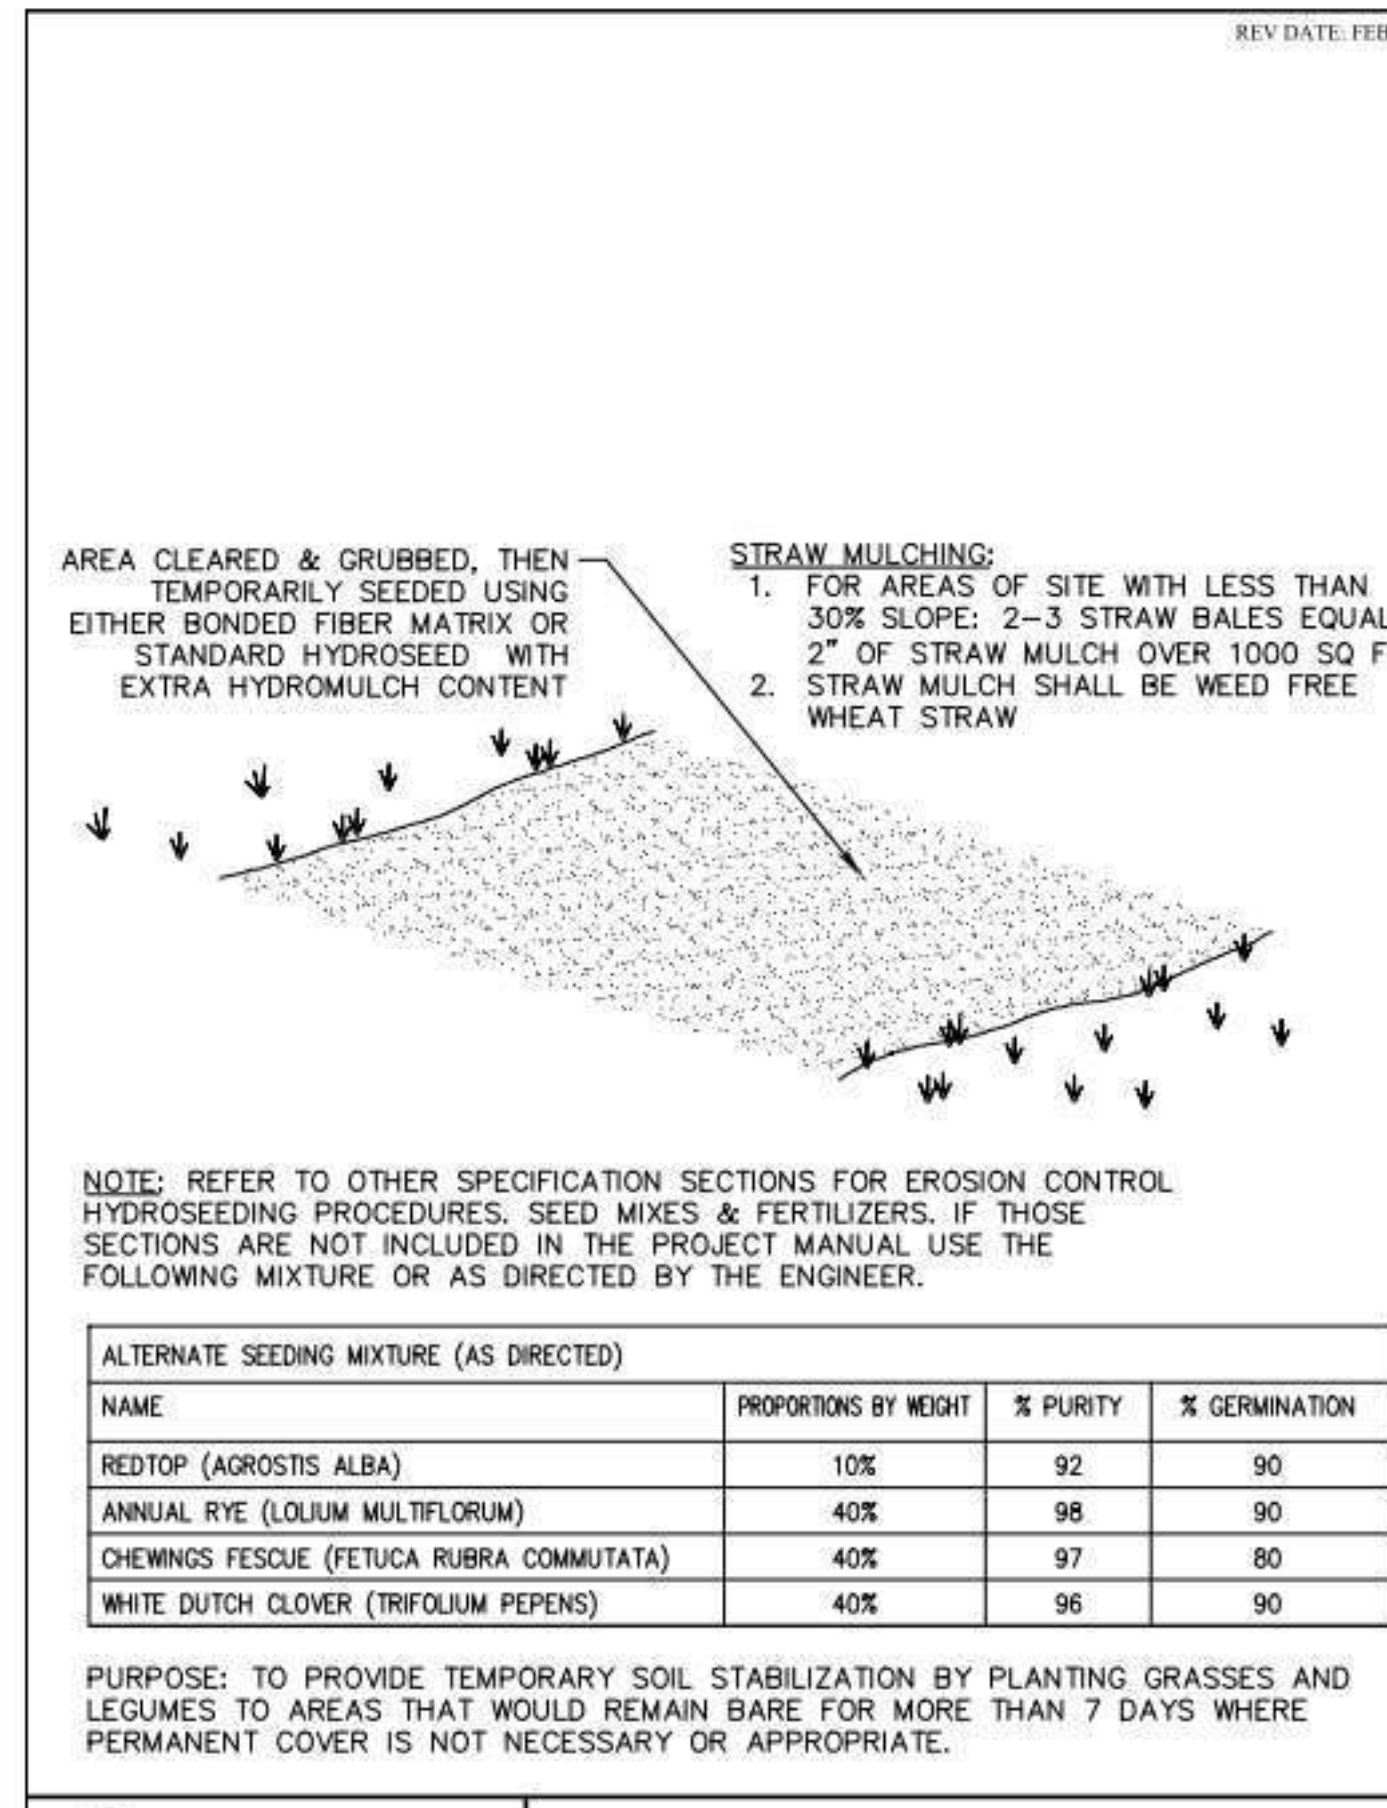 REV DATE: FEB
AREA CLEARED & GRUBBED, THEN
TEMPORARILY SEEDED USING
EITHER BONDED FIBER MATRIX OR
STANDARD HYDROSEED WITH
EXTRA HYDROMULCH CONTENT
STRAW MULCHING:
1. FOR AREAS OF SITE WITH LESS THAN
30% SLOPE: 2-3 STRAW BALES EQUAL
2" OF STRAW MULCH OVER 1000 SQ F
2. STRAW MULCH SHALL BE WEED FREE
WHEAT STRAW
NOTE: REFER TO OTHER SPECIFICATION SECTIONS FOR EROSION CONTROL
HYDROSEEDING PROCEDURES. SEED MIXES & FERTILIZERS. IF THOSE
SECTIONS ARE NOT INCLUDED IN THE PROJECT MANUAL USE THE
FOLLOWING MIXTURE OR AS DIRECTED BY THE ENGINEER.
ALTERNATE SEEDING MIXTURE (AS DIRECTED)
NAME PROPORTIONS BY WEIGHT % PURITY % GERMINATION
REDTOP (AGROSTIS ALBA) 10% 92 90
ANNUAL RYE (LOLIUM MULTIFLORUM) 40% 98 90
CHEWINGS FESCUE (FETUCA RUBRA COMMUTATA) 40% 97 80
WHITE DUTCH CLOVER (TRIFOLIUM PEPENS) 40% 96 90
PURPOSE: TO PROVIDE TEMPORARY SOIL STABILIZATION BY PLANTING GRASSES AND
LEGUMES TO AREAS THAT WOULD REMAIN BARE FOR MORE THAN 7 DAYS WHERE
PERMANENT COVER IS NOT NECESSARY OR APPROPRIATE.